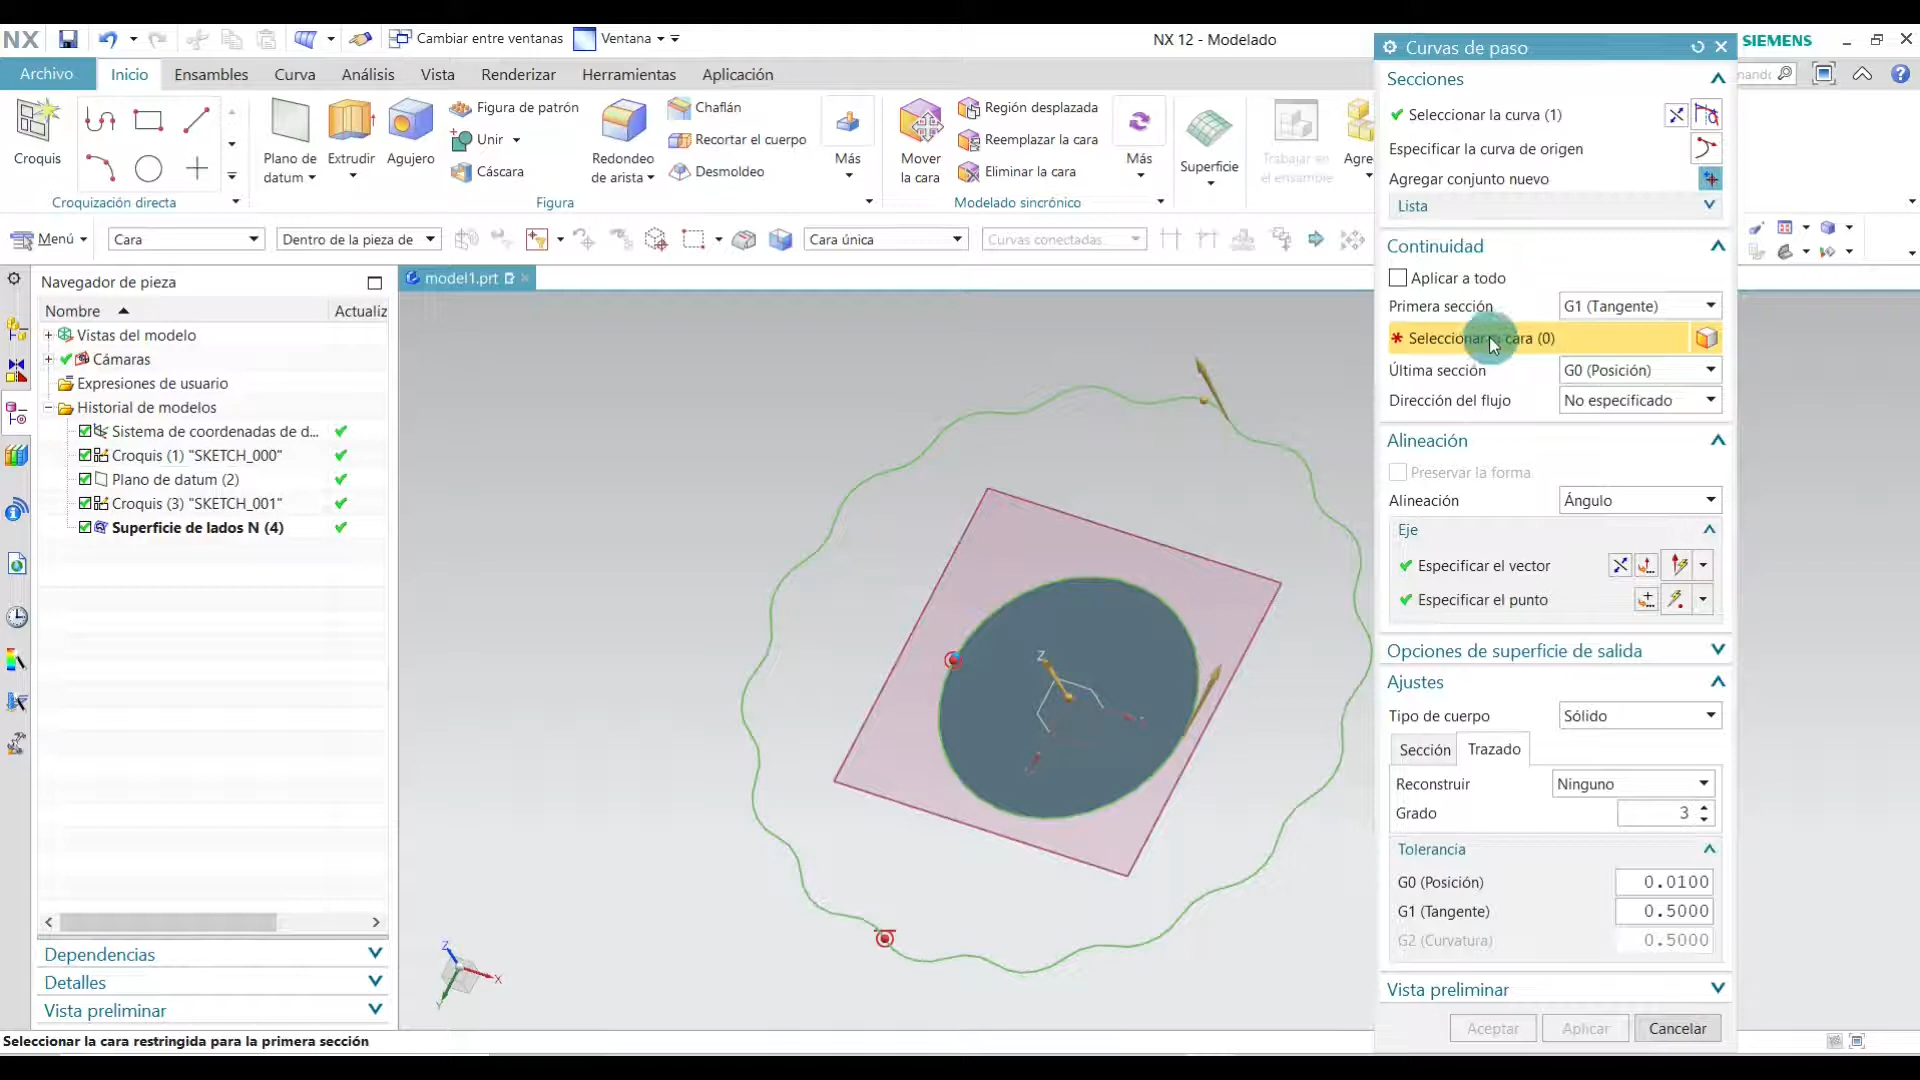 NX
Cambiar entre ventanas
Ventana
NX 12 - Modelado
SIEMENS
Archivo
Inicio
Ensambles
Curva
Análisis
Vista
Renderizar
Herramientas
Aplicación
Croquis
Croquización directa
Plano de datum
Extrudir
Agujero
Figura de patrón
Unir
Cáscara
Redondeo de arista
Chaflán
Recortar el cuerpo
Desmoldeo
Más
Figura
Mover la cara
Región desplazada
Reemplazar la cara
Eliminar la cara
Más
Modelado sincrónico
Superficie
Trabajar en el ensamble
Agre
Menú
Cara
Dentro de la pieza de
Cara única
Curvas conectadas
Navegador de pieza
Nombre
Actualiz
Vistas del modelo
Cámaras
Expresiones de usuario
Historial de modelos
Sistema de coordenadas de d...
Croquis (1) "SKETCH_000"
Plano de datum (2)
Croquis (3) "SKETCH_001"
Superficie de lados N (4)
Dependencias
Detalles
Vista preliminar
model1.prt
Z
Z
X
Y
Curvas de paso
Secciones
Seleccionar la curva (1)
Especificar la curva de origen
Agregar conjunto nuevo
Lista
Continuidad
Aplicar a todo
Primera sección
G1 (Tangente)
* Seleccionar la cara (0)
Última sección
G0 (Posición)
Dirección del flujo
No especificado
Alineación
Preservar la forma
Alineación
Ángulo
Eje
Especificar el vector
Especificar el punto
Opciones de superficie de salida
Ajustes
Tipo de cuerpo
Sólido
Sección
Trazado
Reconstruir
Ninguno
Grado
3
Tolerancia
G0 (Posición)
0.0100
G1 (Tangente)
0.5000
G2 (Curvatura)
0.5000
Vista preliminar
Aceptar
Aplicar
Cancelar
Seleccionar la cara restringida para la primera sección